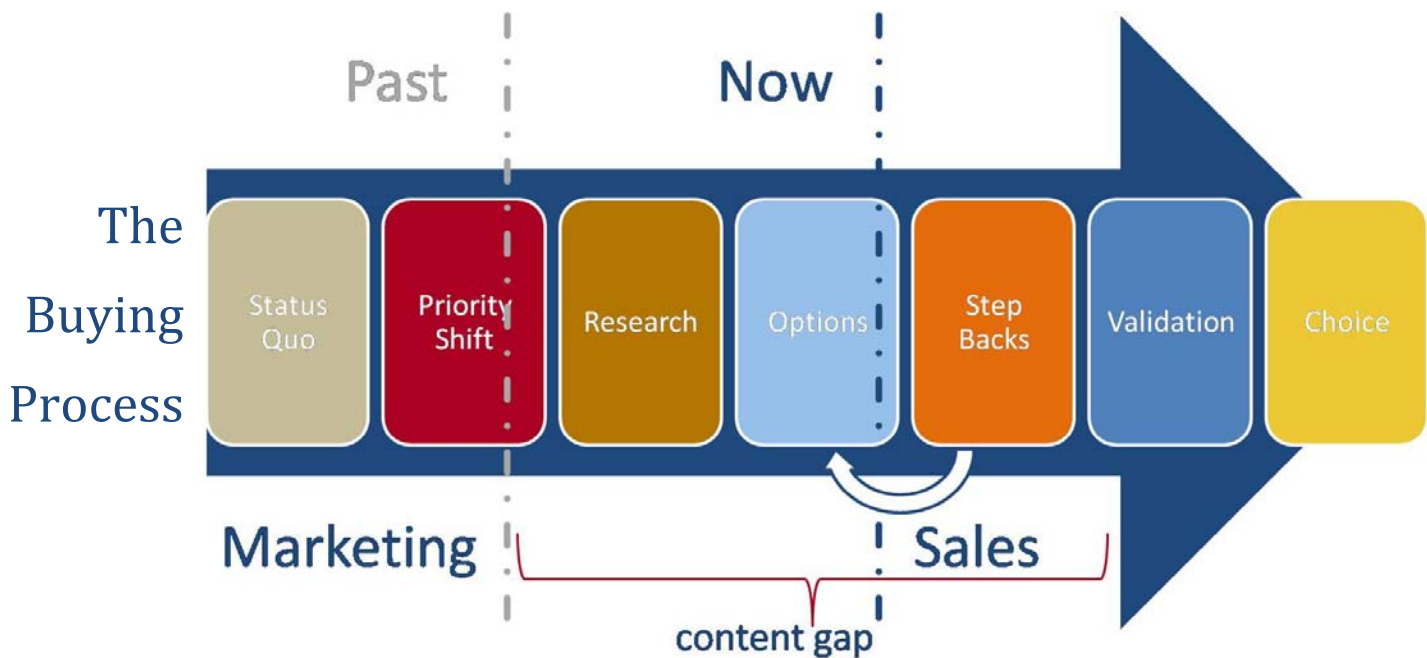 Past
Now
The
Buying
Process
Status
Quo
Priority
Shift
Research
Options
Step
Backs
Validation
Choice
Marketing
Sales
content gap